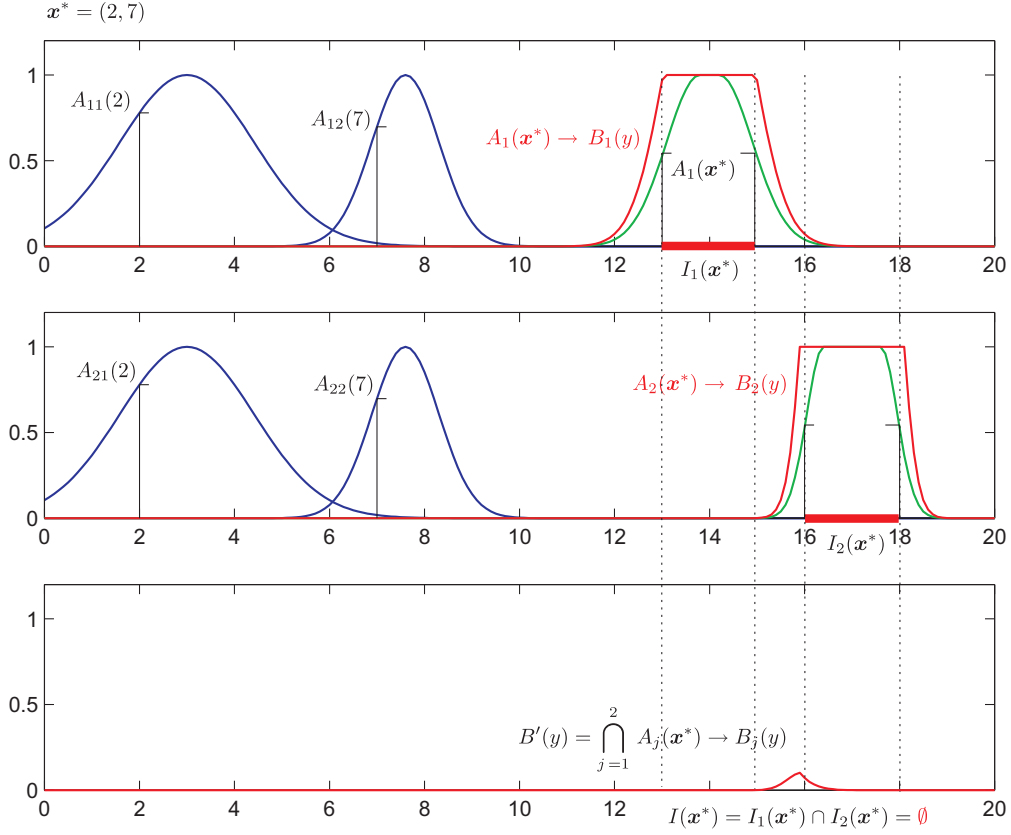 𝒙* = (2, 7)
1
0.5
0
A₁₁(2)
A₁₂(7)
A₁(𝒙*) → B₁(y)
A₁(𝒙*)
0 2 4 6 8 10 12 14 16 18 20
I₁(𝒙*)
1
0.5
0
A₂₁(2)
A₂₂(7)
A₂(𝒙*) → B₂(y)
0 2 4 6 8 10 12 14 16 18 20
I₂(𝒙*)
1
0.5
0
B′(y) = ⋂_{j=1}^{2} A_j(𝒙*) → B_j(y)
0 2 4 6 8 10 12 14 16 18 20
I(𝒙*) = I₁(𝒙*) ∩ I₂(𝒙*) = ∅